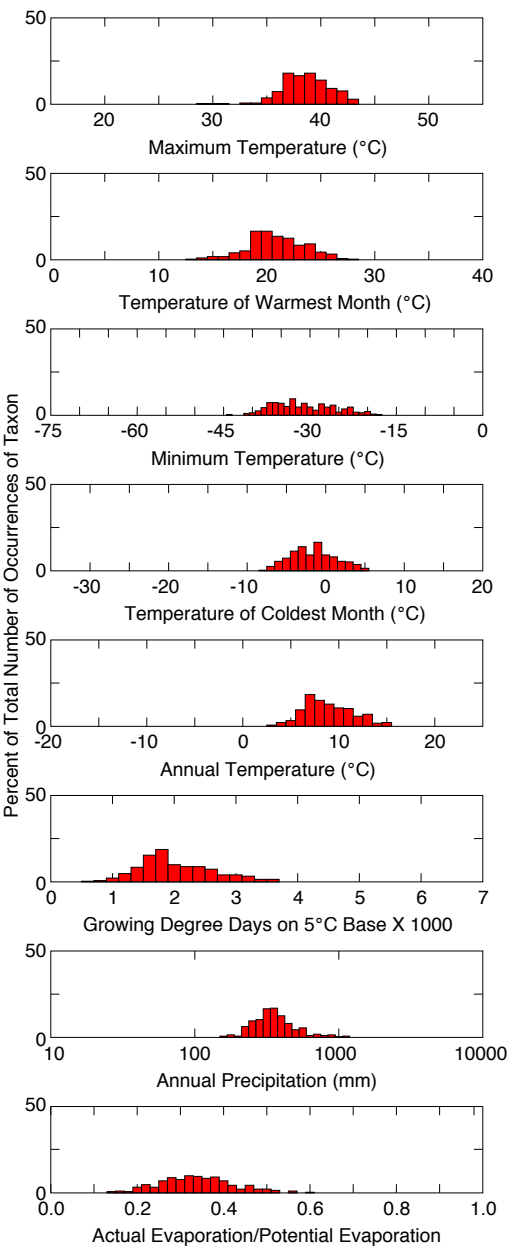 Percent of Total Number of Occurrences of Taxon
50
0
20 30 40 50
Maximum Temperature (°C)
50
0
0 10 20 30 40
Temperature of Warmest Month (°C)
50
0
-75 -60 -45 -30 -15 0
Minimum Temperature (°C)
50
0
-30 -20 -10 0 10 20
Temperature of Coldest Month (°C)
50
0
-20 -10 0 10 20
Annual Temperature (°C)
50
0
0 1 2 3 4 5 6 7
Growing Degree Days on 5°C Base X 1000
50
0
10 100 1000 10000
Annual Precipitation (mm)
50
0
0.0 0.2 0.4 0.6 0.8 1.0
Actual Evaporation/Potential Evaporation